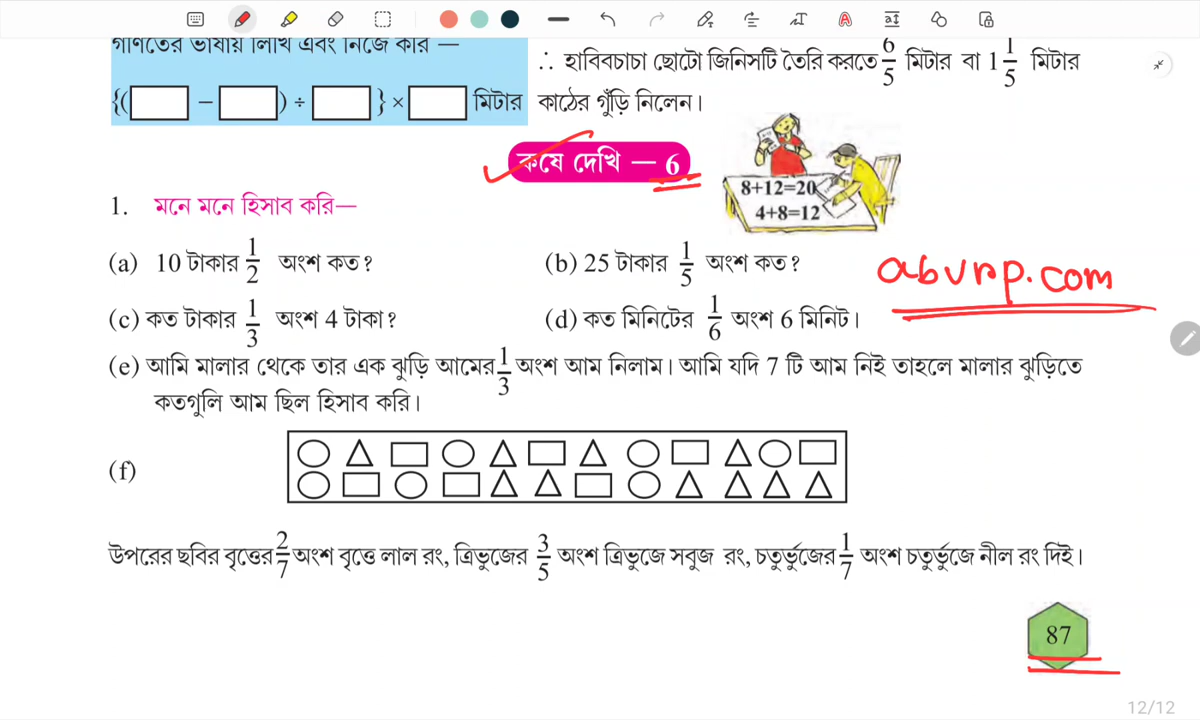 গণিতের ভাষায় লিখি এবং নিজে করি —
{( – ) ÷ } × মিটার
∴ হাবিবচাচা ছোটো জিনিসটি তৈরি করতে 6/5 মিটার বা 1 1/5 মিটার
কাঠের গুঁড়ি নিলেন।
কষে দেখি — 6
8+12=20
4+8=12
1. মনে মনে হিসাব করি—
(a) 10 টাকার 1/2 অংশ কত?
(b) 25 টাকার 1/5 অংশ কত?
abvrp.com
(c) কত টাকার 1/3 অংশ 4 টাকা?
(d) কত মিনিটের 1/6 অংশ 6 মিনিট।
(e) আমি মালার থেকে তার এক ঝুড়ি আমের 1/3 অংশ আম নিলাম। আমি যদি 7 টি আম নিই তাহলে মালার ঝুড়িতে
কতগুলি আম ছিল হিসাব করি।
(f)
উপরের ছবির বৃত্তের 2/7 অংশ বৃত্তে লাল রং, ত্রিভুজের 3/5 অংশ ত্রিভুজে সবুজ রং, চতুর্ভুজের 1/7 অংশ চতুর্ভুজে নীল রং দিই।
87
12/12